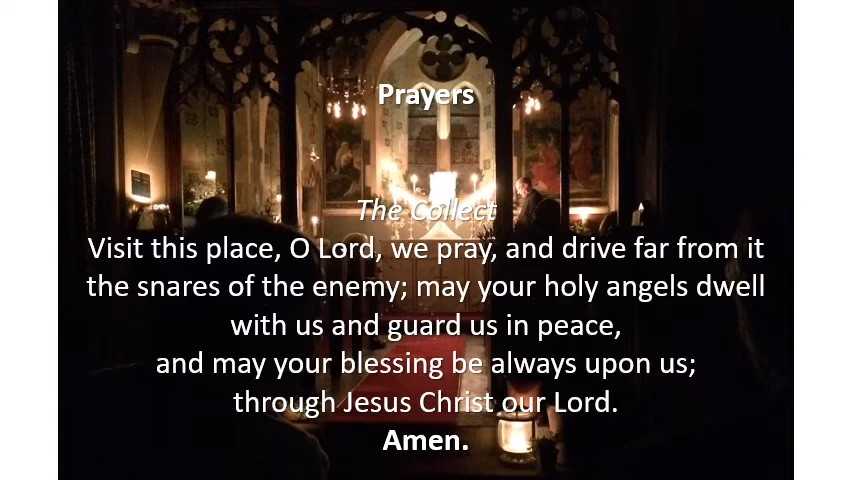 Prayers
The Collect
Visit this place, O Lord, we pray, and drive far from it
the snares of the enemy; may your holy angels dwell
with us and guard us in peace,
and may your blessing be always upon us;
through Jesus Christ our Lord.
Amen.